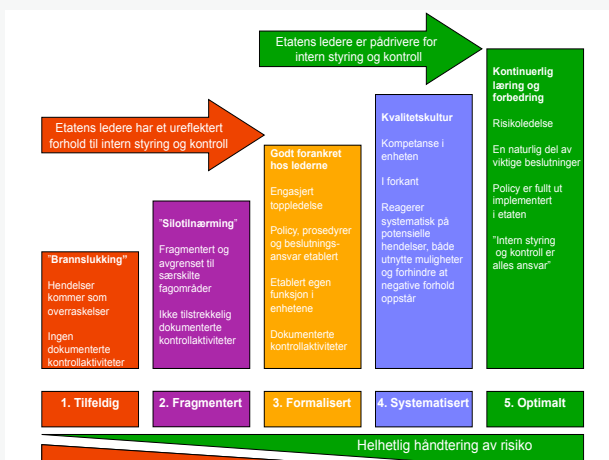 Etatens ledere er pådrivere for
intern styring og kontroll
Etatens ledere har et ureflektert
forhold til intern styring og kontroll
"Brannslukking"
Hendelser
kommer som
overraskelser
Ingen
dokumenterte
kontrollaktiviteter
"Silotilnærming"
Fragmentert og
avgrenset til
særskilte
fagområder
Ikke tilstrekkelig
dokumenterte
kontrollaktiviteter
Godt forankret
hos lederne
Engasjert
toppledelse
Policy, prosedyrer
og beslutnings-
ansvar etablert
Etablert egen
funksjon i
enhetene
Dokumenterte
kontrollaktiviteter
Kvalitetskultur
Kompetanse i
enheten
I forkant
Reagerer
systematisk på
potensielle
hendelser, både
utnytte muligheter
og forhindre at
negative forhold
oppstår
Kontinuerlig
læring og
forbedring
Risikoledelse
En naturlig del av
viktige beslutninger
Policy er fullt ut
implementert
i etaten
"Intern styring
og kontroll er
alles ansvar"
1. Tilfeldig
2. Fragmentert
3. Formalisert
4. Systematisert
5. Optimalt
Helhetlig håndtering av risiko